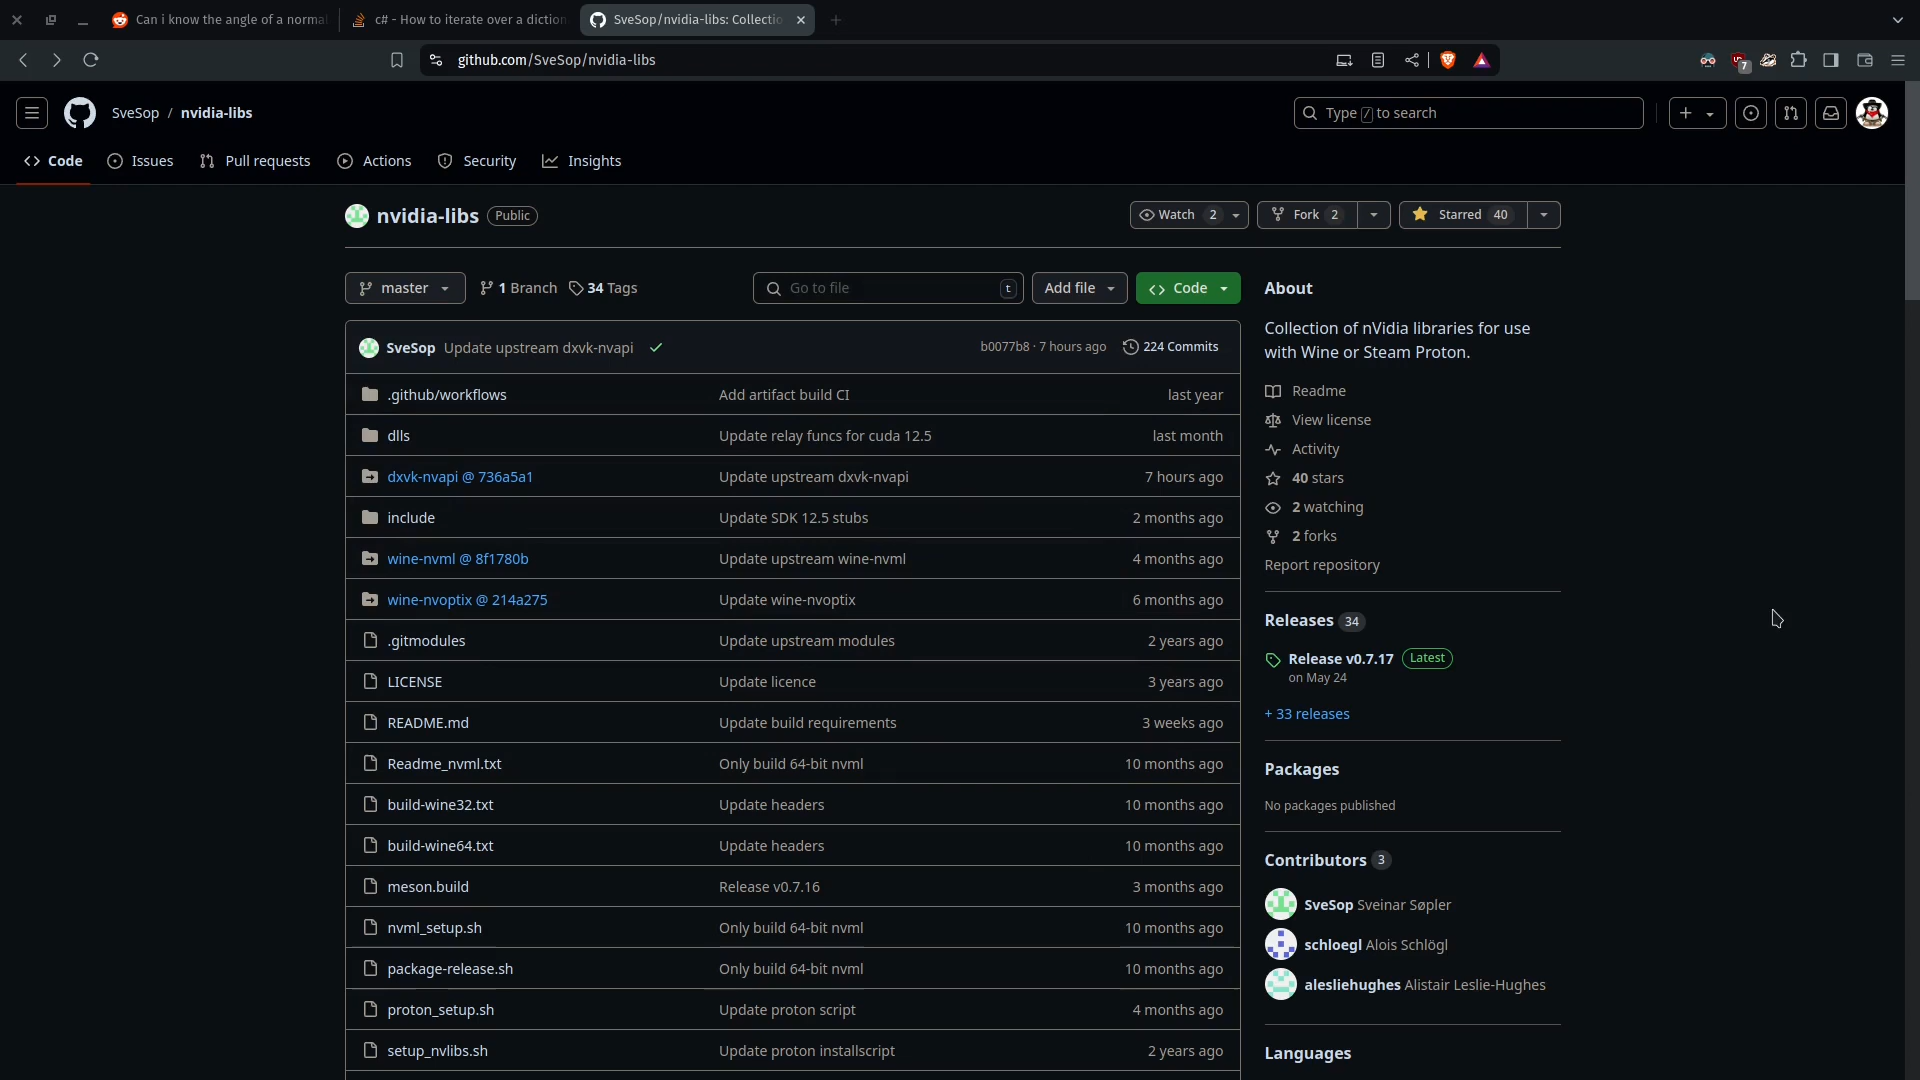 Can i know the angle of a norma
c# - How to iterate over a diction
SveSop/nvidia-libs: Collectio
github.com/SveSop/nvidia-libs
7
SveSop / nvidia-libs
Type / to search
Code
Issues
Pull requests
Actions
Security
Insights
nvidia-libs Public
Watch 2
Fork 2
Starred 40
master
1 Branch
34 Tags
Go to file t
Add file
Code
SveSop Update upstream dxvk-nvapi
b0077b8 · 7 hours ago
224 Commits
.github/workflows Add artifact build CI last year
dlls Update relay funcs for cuda 12.5 last month
dxvk-nvapi @ 736a5a1 Update upstream dxvk-nvapi 7 hours ago
include Update SDK 12.5 stubs 2 months ago
wine-nvml @ 8f1780b Update upstream wine-nvml 4 months ago
wine-nvoptix @ 214a275 Update wine-nvoptix 6 months ago
.gitmodules Update upstream modules 2 years ago
LICENSE Update licence 3 years ago
README.md Update build requirements 3 weeks ago
Readme_nvml.txt Only build 64-bit nvml 10 months ago
build-wine32.txt Update headers 10 months ago
build-wine64.txt Update headers 10 months ago
meson.build Release v0.7.16 3 months ago
nvml_setup.sh Only build 64-bit nvml 10 months ago
package-release.sh Only build 64-bit nvml 10 months ago
proton_setup.sh Update proton script 4 months ago
setup_nvlibs.sh Update proton installscript 2 years ago
About
Collection of nVidia libraries for use
with Wine or Steam Proton.
Readme
View license
Activity
40 stars
2 watching
2 forks
Report repository
Releases 34
Release v0.7.17 Latest
on May 24
+ 33 releases
Packages
No packages published
Contributors 3
SveSop Sveinar Søpler
schloegl Alois Schlögl
alesliehughes Alistair Leslie-Hughes
Languages